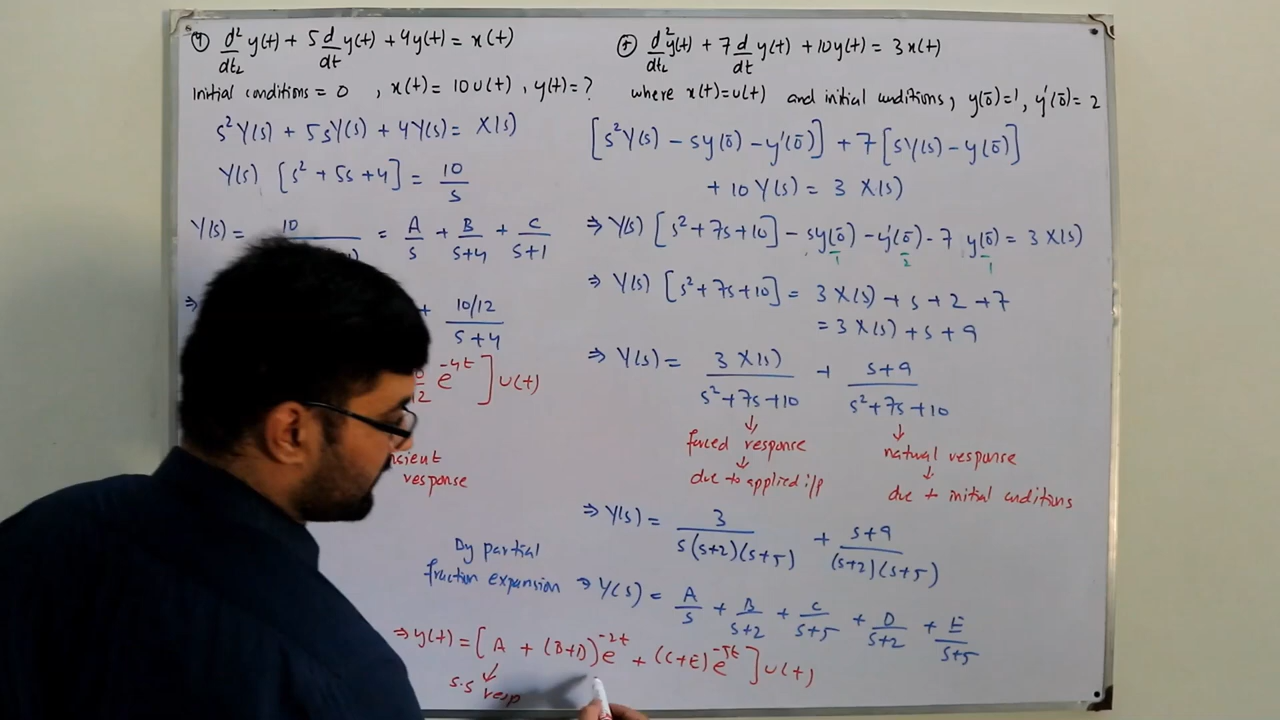 ④ d²/dt₂ y(t) + 5 d/dt y(t) + 4y(t) = x(t)
Initial conditions = 0 , x(t) = 10 u(t) , y(t) = ?
s²Y(s) + 5sY(s) + 4Y(s) = X(s)
Y(s) [s² + 5s + 4] = 10/s
Y(s) = 10 = A/s + B/(s+4) + C/(s+1)
⇒ + (10/12)/(s+4)
e^(-4t) ] u(t)
response
⑤ d²/dt₂ y(t) + 7 d/dt y(t) + 10y(t) = 3x(t)
where x(t) = u(t) and initial conditions, y(0⁻) = 1, y'(0⁻) = 2
[s²Y(s) - sy(0⁻) - y'(0⁻)] + 7[sY(s) - y(0⁻)]
+ 10 Y(s) = 3 X(s)
⇒ Y(s) [s² + 7s + 10] - sy(0⁻) - y'(0⁻) - 7 y(0⁻) = 3 X(s)
1 2 1
⇒ Y(s) [s² + 7s + 10] = 3 X(s) + s + 2 + 7
= 3 X(s) + s + 9
⇒ Y(s) = 3 X(s)/(s² + 7s + 10) + (s+9)/(s² + 7s + 10)
↓ ↓
forced response natural response
↓ ↓
due to applied i/p due to initial conditions
⇒ Y(s) = 3/(s(s+2)(s+5)) + (s+9)/((s+2)(s+5))
By partial
fraction expansion ⇒ Y(s) = A/s + B/(s+2) + C/(s+5) + D/(s+2) + E/(s+5)
⇒ y(t) = [A + (B+D)e^(-2t) + (C+E)e^(-5t)] u(t)
↓
s.s resp